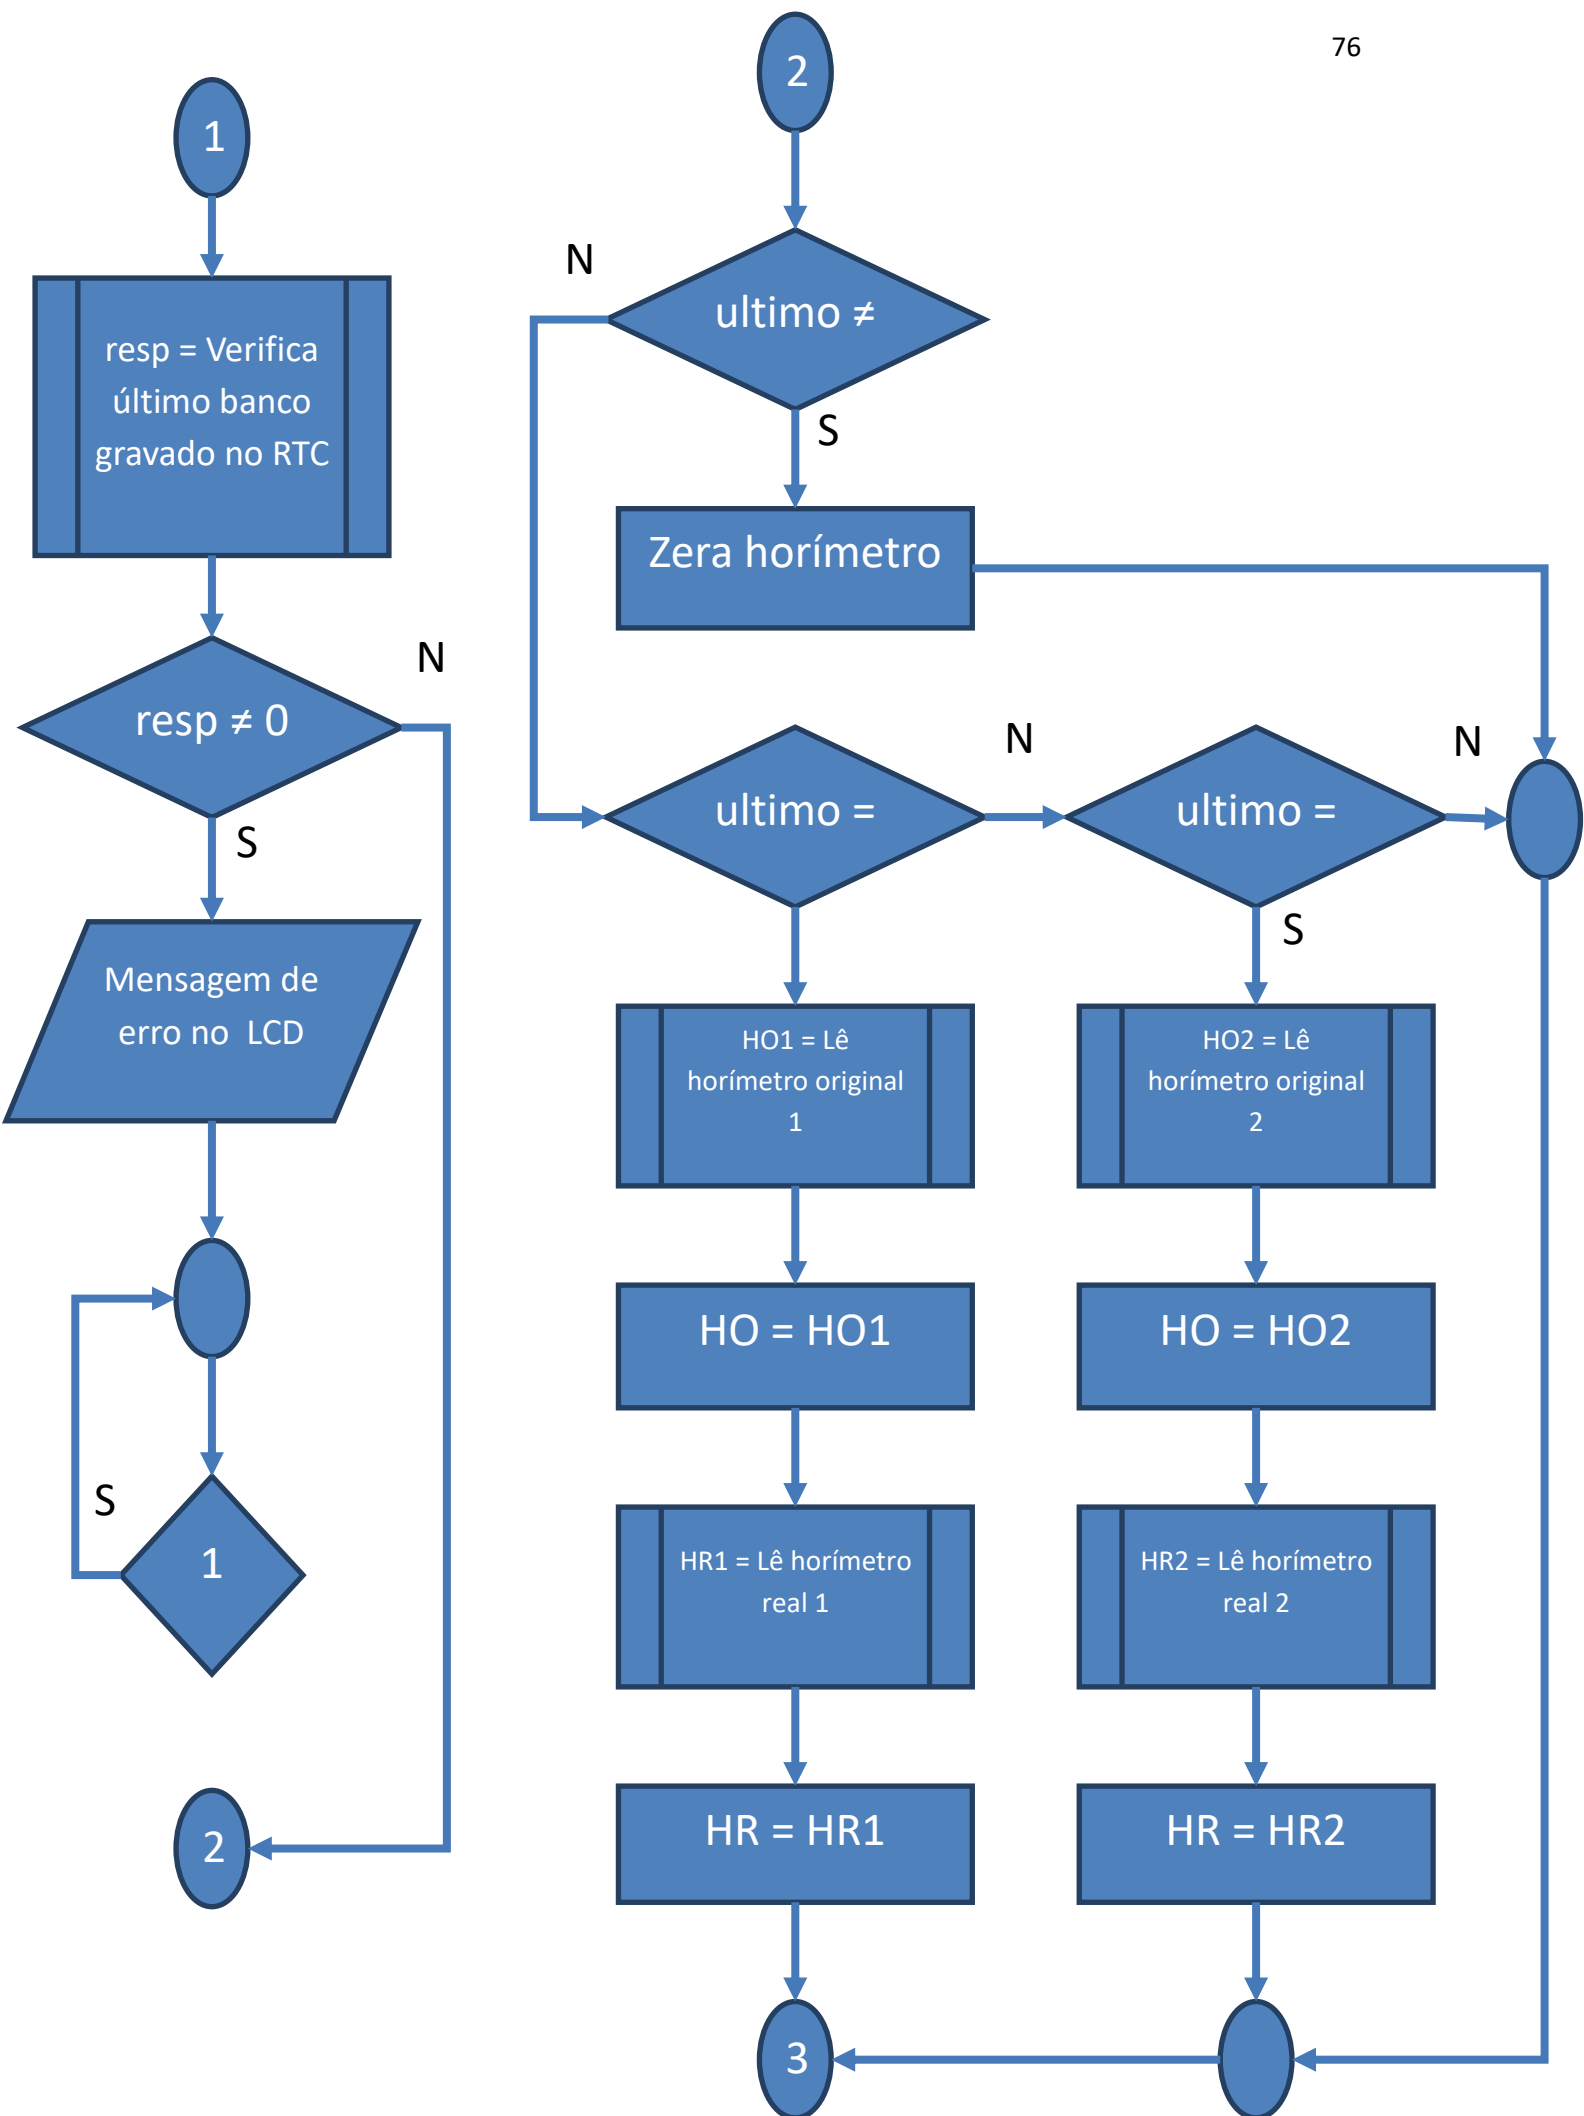 76
1
resp = Verifica
último banco
gravado no RTC
resp ≠ 0
N
S
Mensagem de
erro no LCD
S
1
2
2
N
ultimo ≠
S
Zera horímetro
ultimo =
N
ultimo =
N
S
HO1 = Lê
horímetro original
1
HO = HO1
HR1 = Lê horímetro
real 1
HR = HR1
3
HO2 = Lê
horímetro original
2
HO = HO2
HR2 = Lê horímetro
real 2
HR = HR2